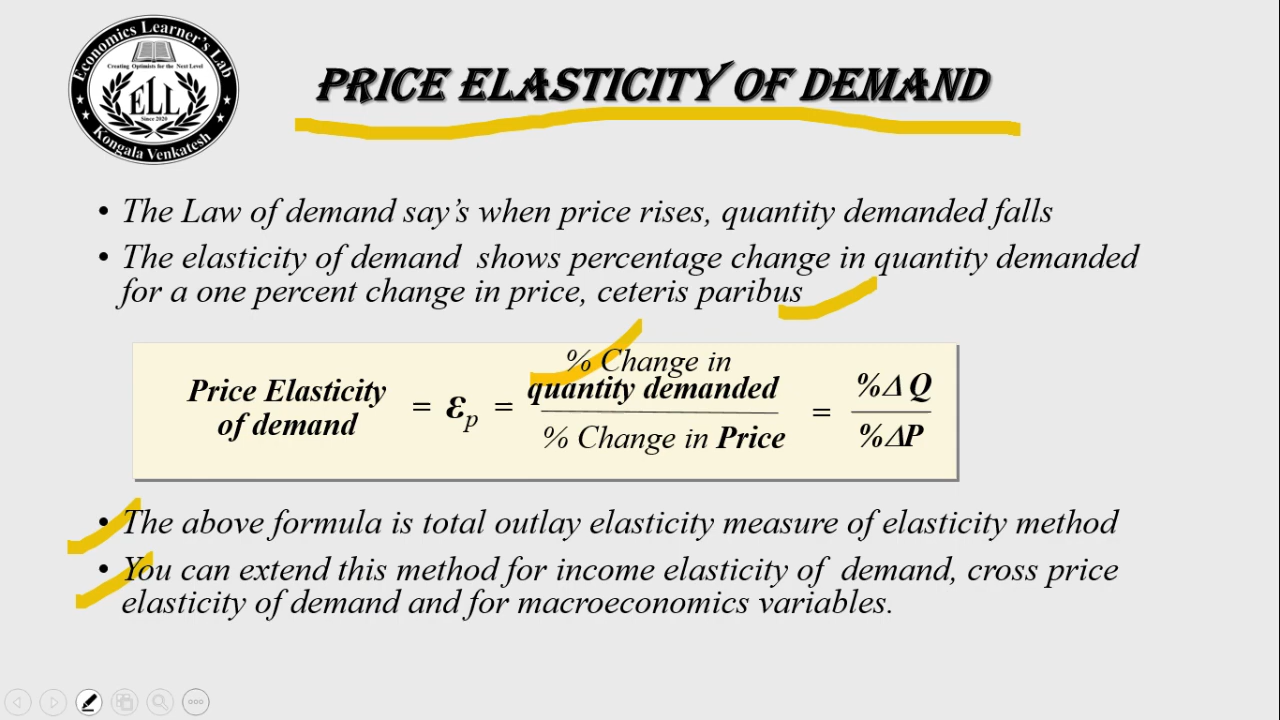 Economics Learner's Lab
Creating Optimists for the Next Level
ELL
Since 2020
Kongala Venkatesh
PRICE ELASTICITY OF DEMAND
• The Law of demand say’s when price rises, quantity demanded falls
• The elasticity of demand shows percentage change in quantity demanded
for a one percent change in price, ceteris paribus
% Change in
Price Elasticity
of demand
= εp =
quantity demanded
% Change in Price
=
%Δ Q
%ΔP
• The above formula is total outlay elasticity measure of elasticity method
• You can extend this method for income elasticity of demand, cross price
elasticity of demand and for macroeconomics variables.